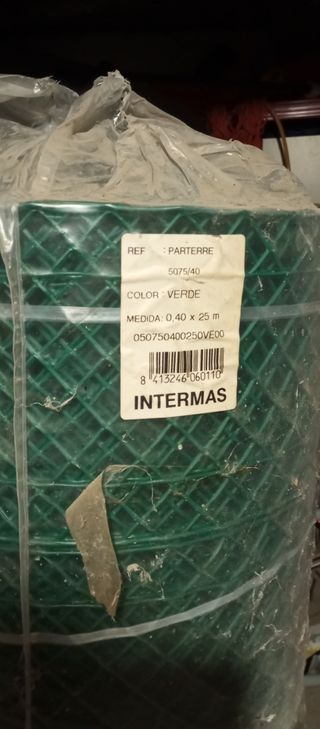 REF : PARTERRE
5075/40
COLOR : VERDE
MEDIDA: 0,40 x 25 m
050750400250VE00
8 413246 060110
INTERMAS